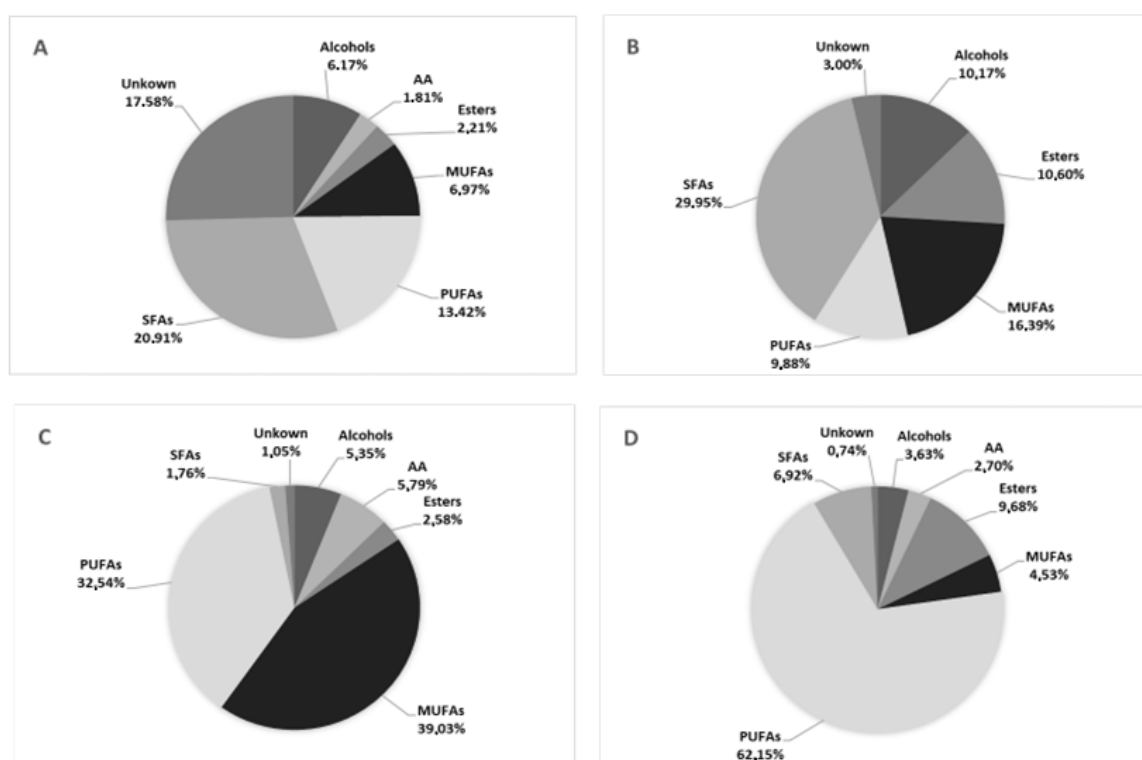 A
Alcohols
6.17%
AA
1.81%
Esters
2,21%
MUFAs
6,97%
PUFAs
13.42%
SFAs
20.91%
Unkown
17.58%
B
Unkown
3.00%
Alcohols
10,17%
Esters
10,60%
MUFAs
16.39%
PUFAs
9,88%
SFAs
29.95%
C
Unkown
1,05%
Alcohols
5,35%
AA
5,79%
Esters
2,58%
MUFAs
39,03%
PUFAs
32,54%
SFAs
1,76%
D
Unkown
0,74%
Alcohols
3,63%
AA
2,70%
Esters
9,68%
MUFAs
4,53%
PUFAs
62,15%
SFAs
6,92%